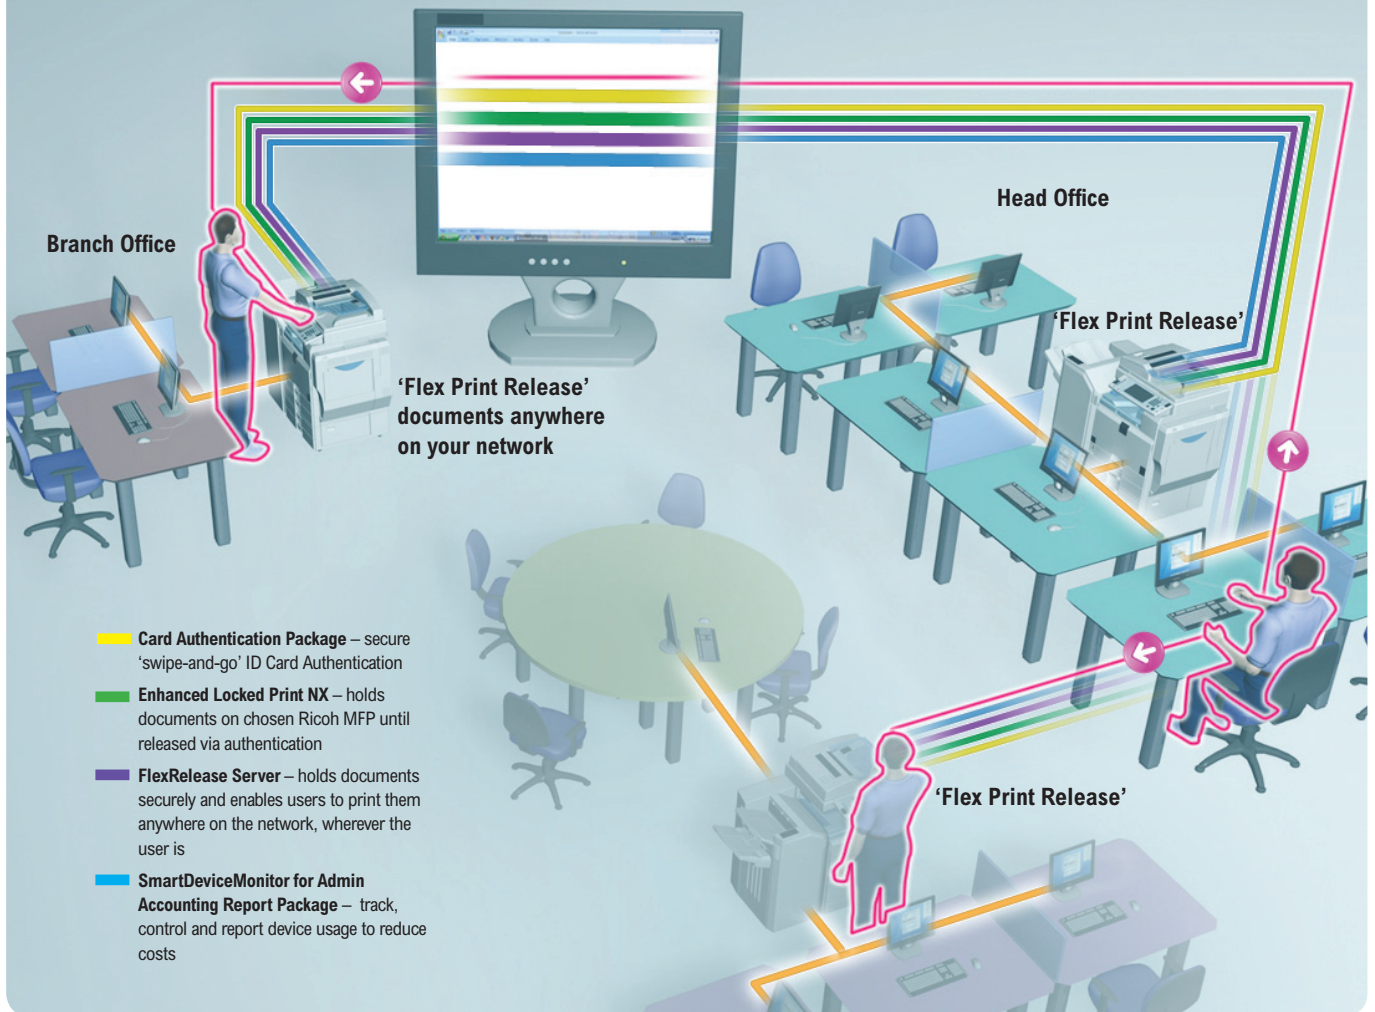 Head Office
Branch Office
‘Flex Print Release’
‘Flex Print Release’
documents anywhere
on your network
Card Authentication Package – secure
‘swipe-and-go’ ID Card Authentication
Enhanced Locked Print NX – holds
documents on chosen Ricoh MFP until
released via authentication
FlexRelease Server – holds documents
securely and enables users to print them
anywhere on the network, wherever the
user is
SmartDeviceMonitor for Admin
Accounting Report Package – track,
control and report device usage to reduce
costs
‘Flex Print Release’